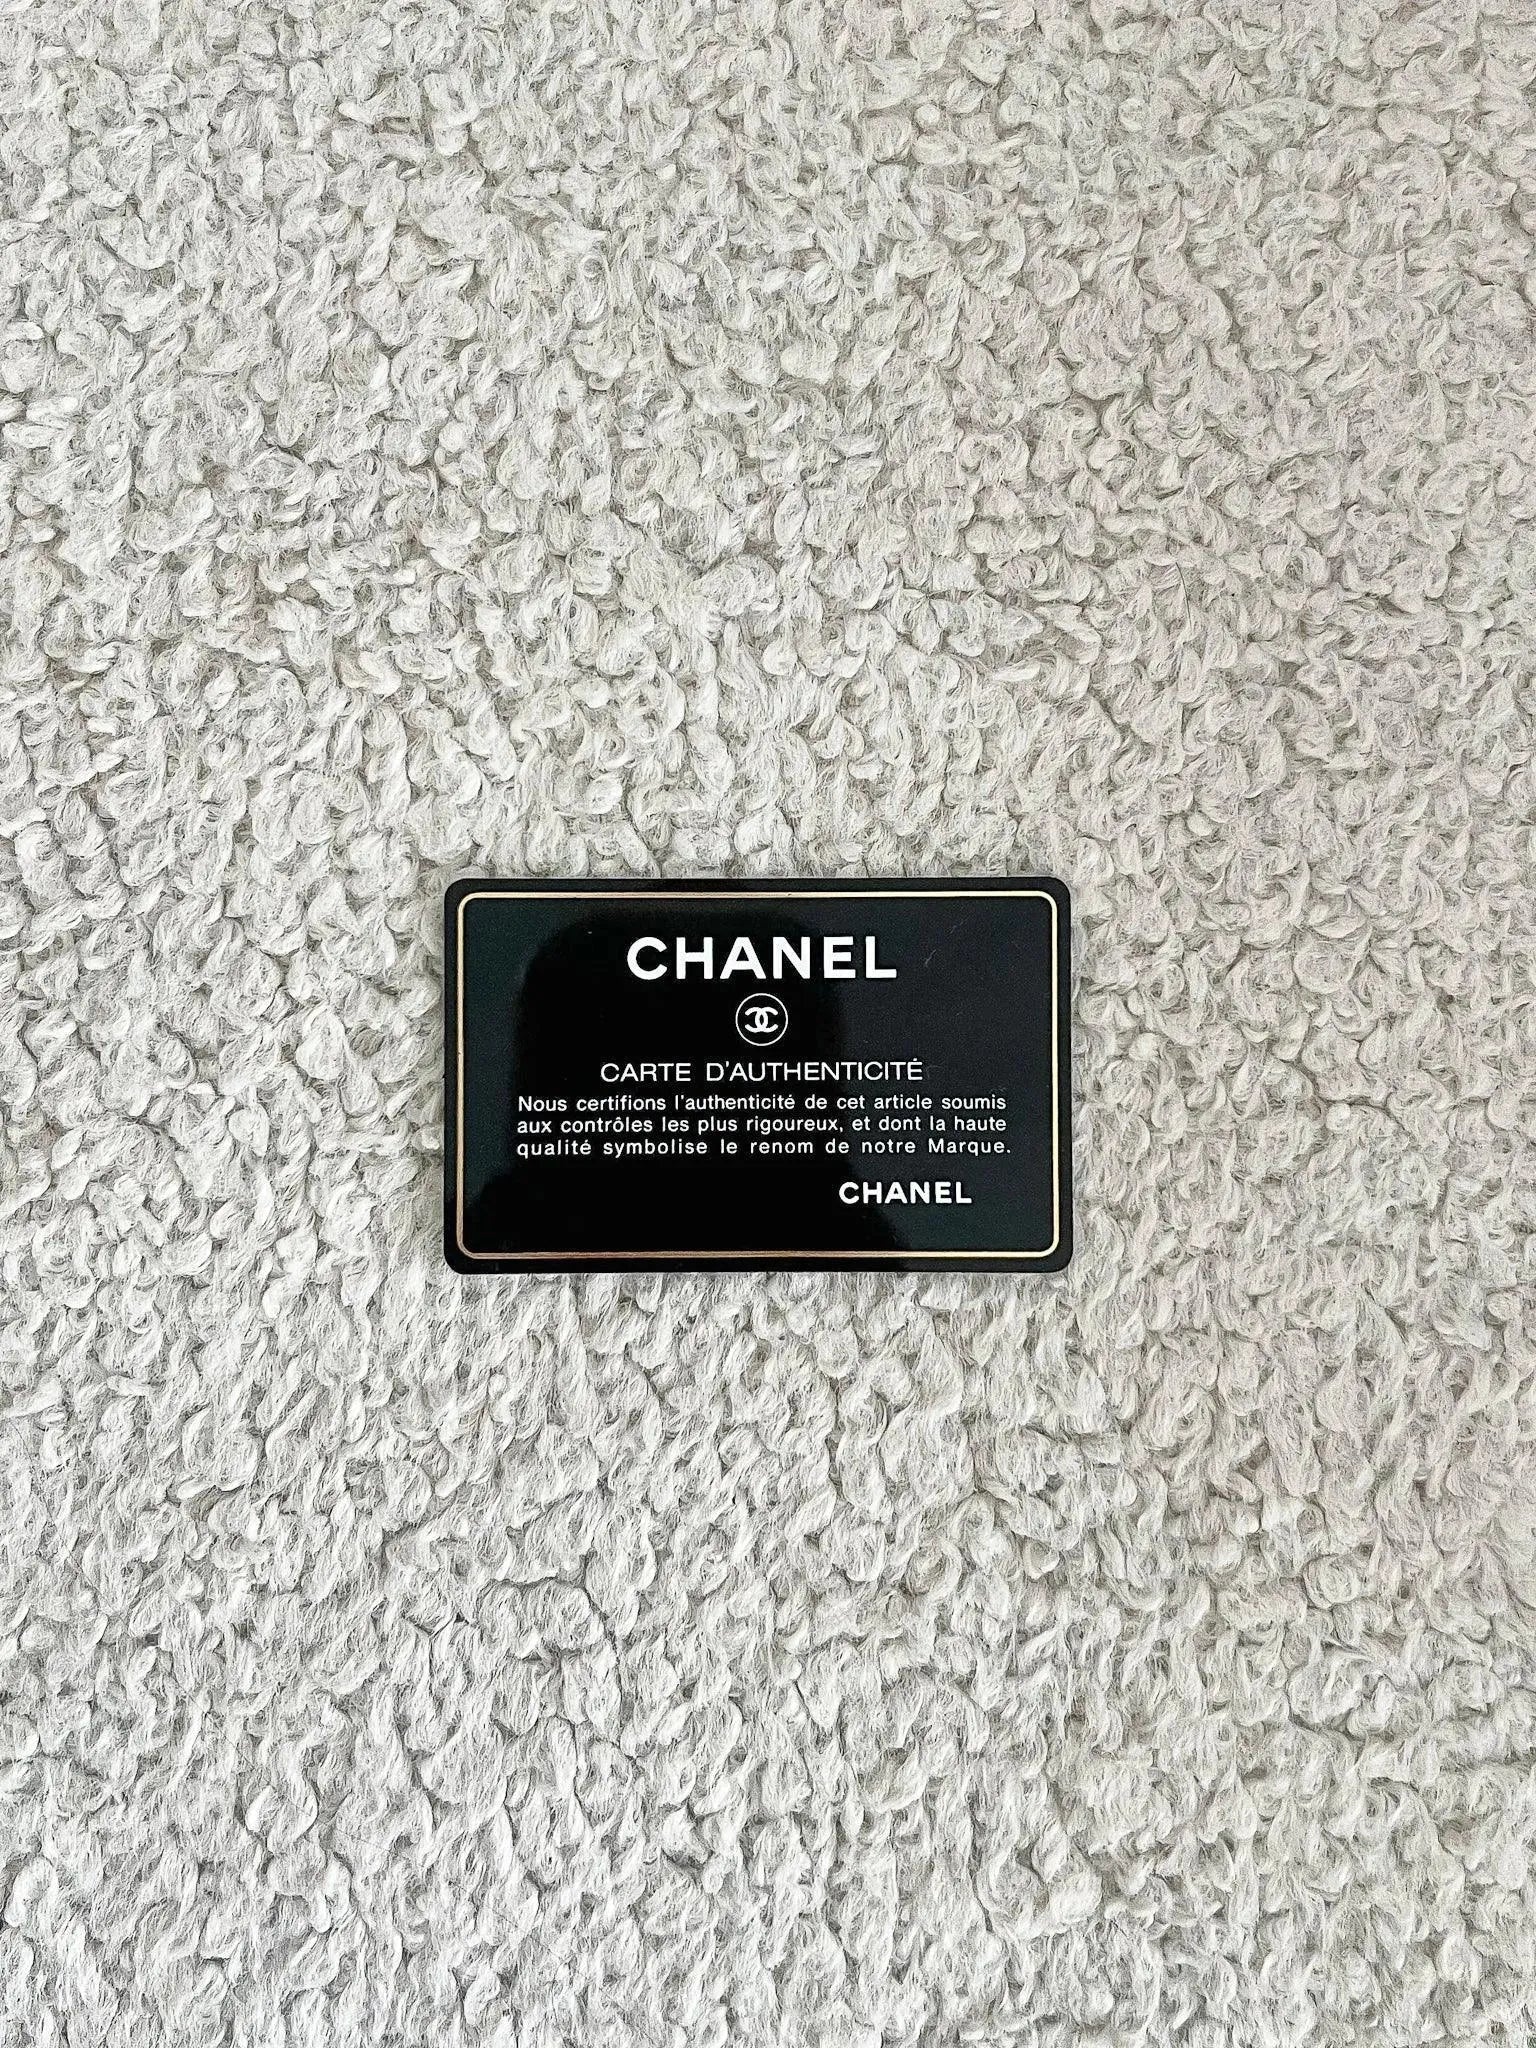 CHANEL
CARTE D'AUTHENTICITÉ
Nous certifions l'authenticité de cet article soumis
aux contrôles les plus rigoureux, et dont la haute
qualité symbolise le renom de notre Marque.
CHANEL